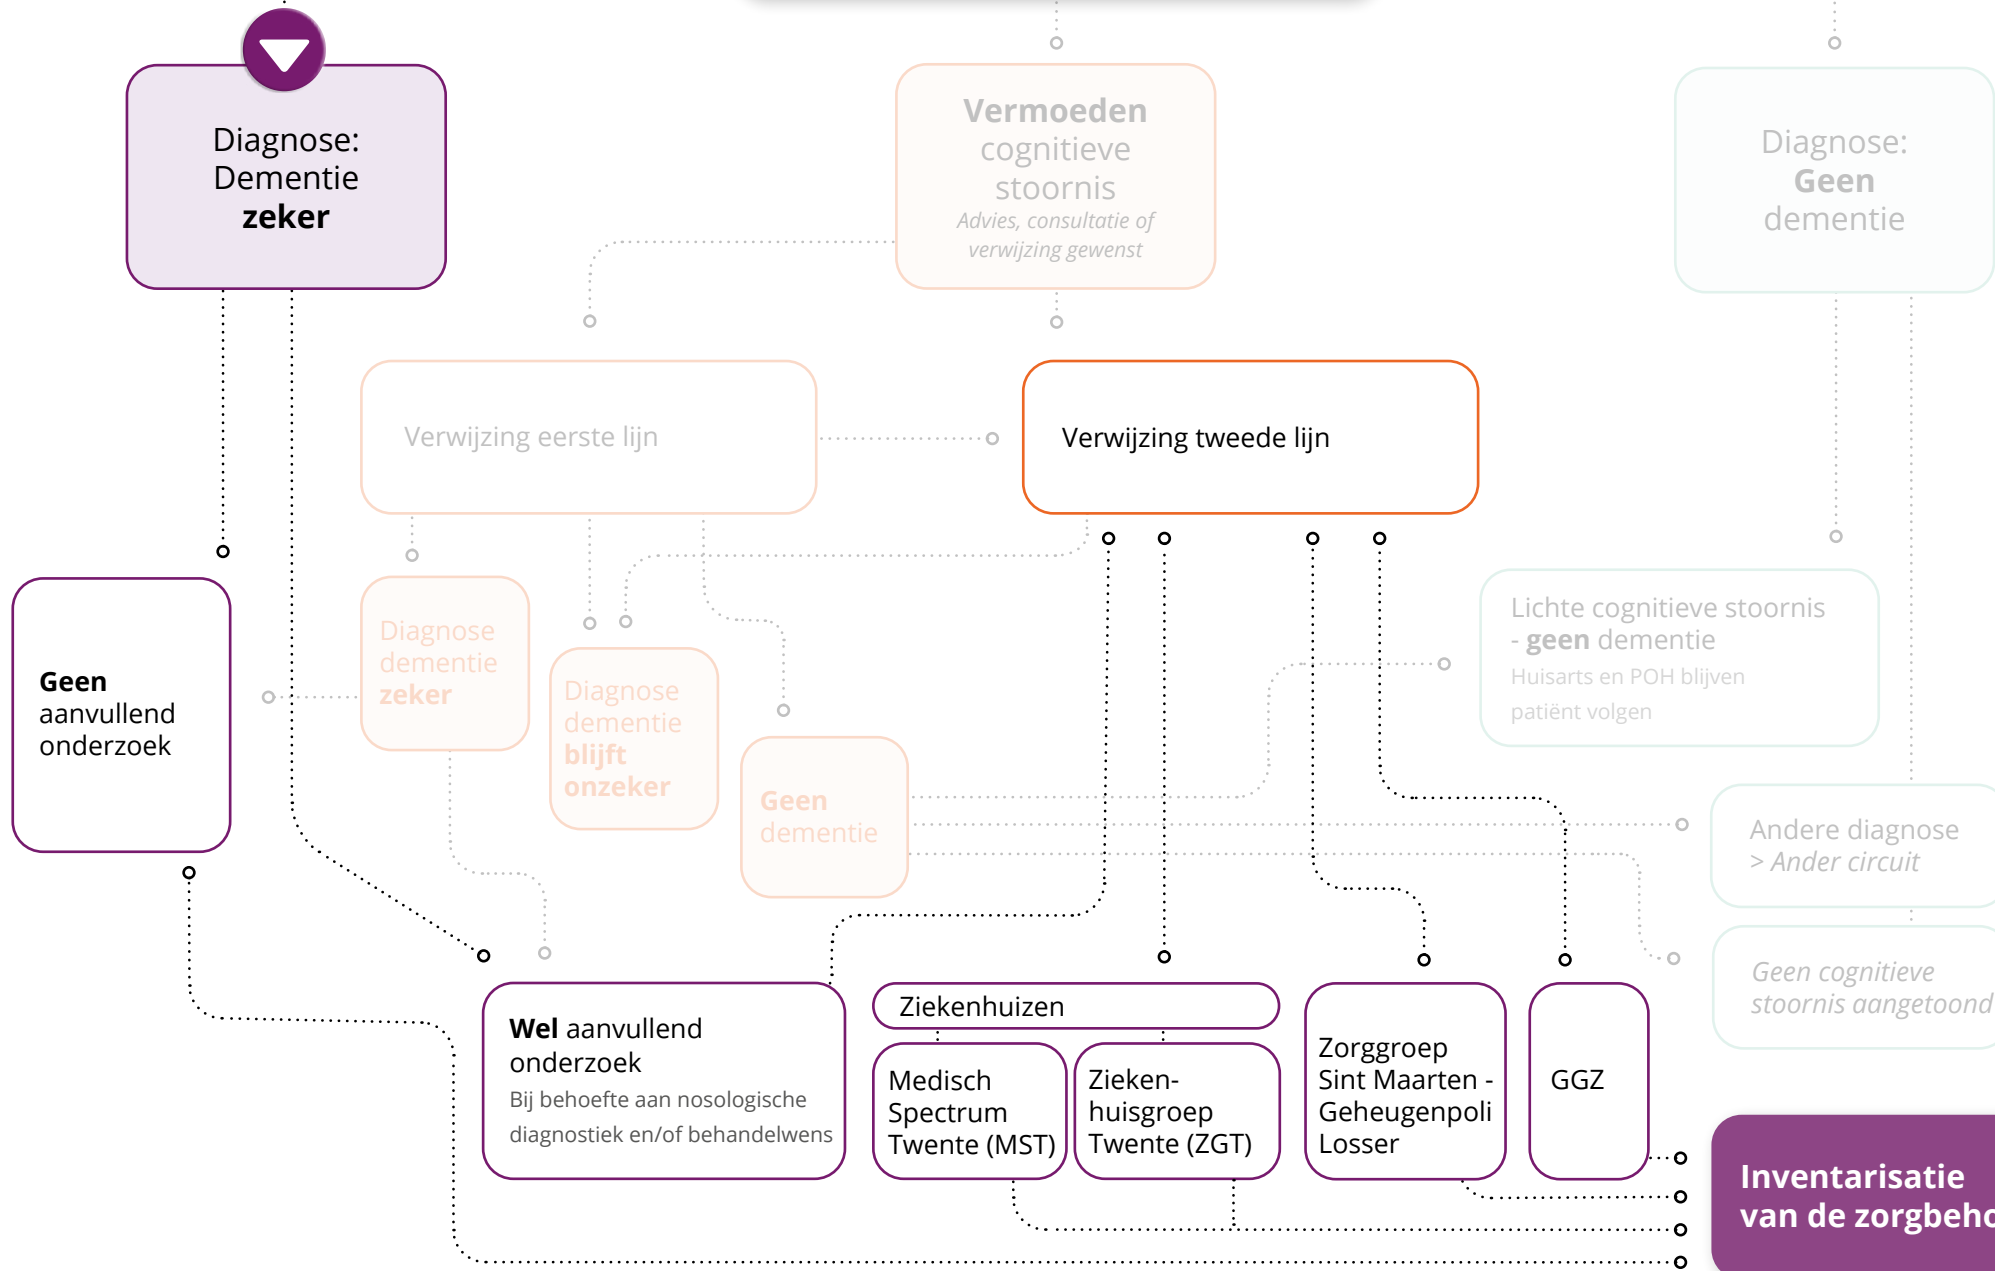 Diagnose:
Dementie
zeker
Vermoeden
cognitieve
stoornis
Advies, consultatie of
verwijzing gewenst
Diagnose:
Geen
dementie
Verwijzing eerste lijn
Verwijzing tweede lijn
Geen
aanvullend
onderzoek
Diagnose
dementie
zeker
Diagnose
dementie
blijft
onzeker
Geen
dementie
Lichte cognitieve stoornis
- geen dementie
Huisarts en POH blijven
patiënt volgen
Andere diagnose
> Ander circuit
Geen cognitieve
stoornis aangetoond
Wel aanvullend
onderzoek
Bij behoefte aan nosologische
diagnostiek en/of behandelwens
Ziekenhuizen
Medisch
Spectrum
Twente (MST)
Zieken-
huisgroep
Twente (ZGT)
Zorggroep
Sint Maarten -
Geheugenpoli
Losser
GGZ
Inventarisatie
van de